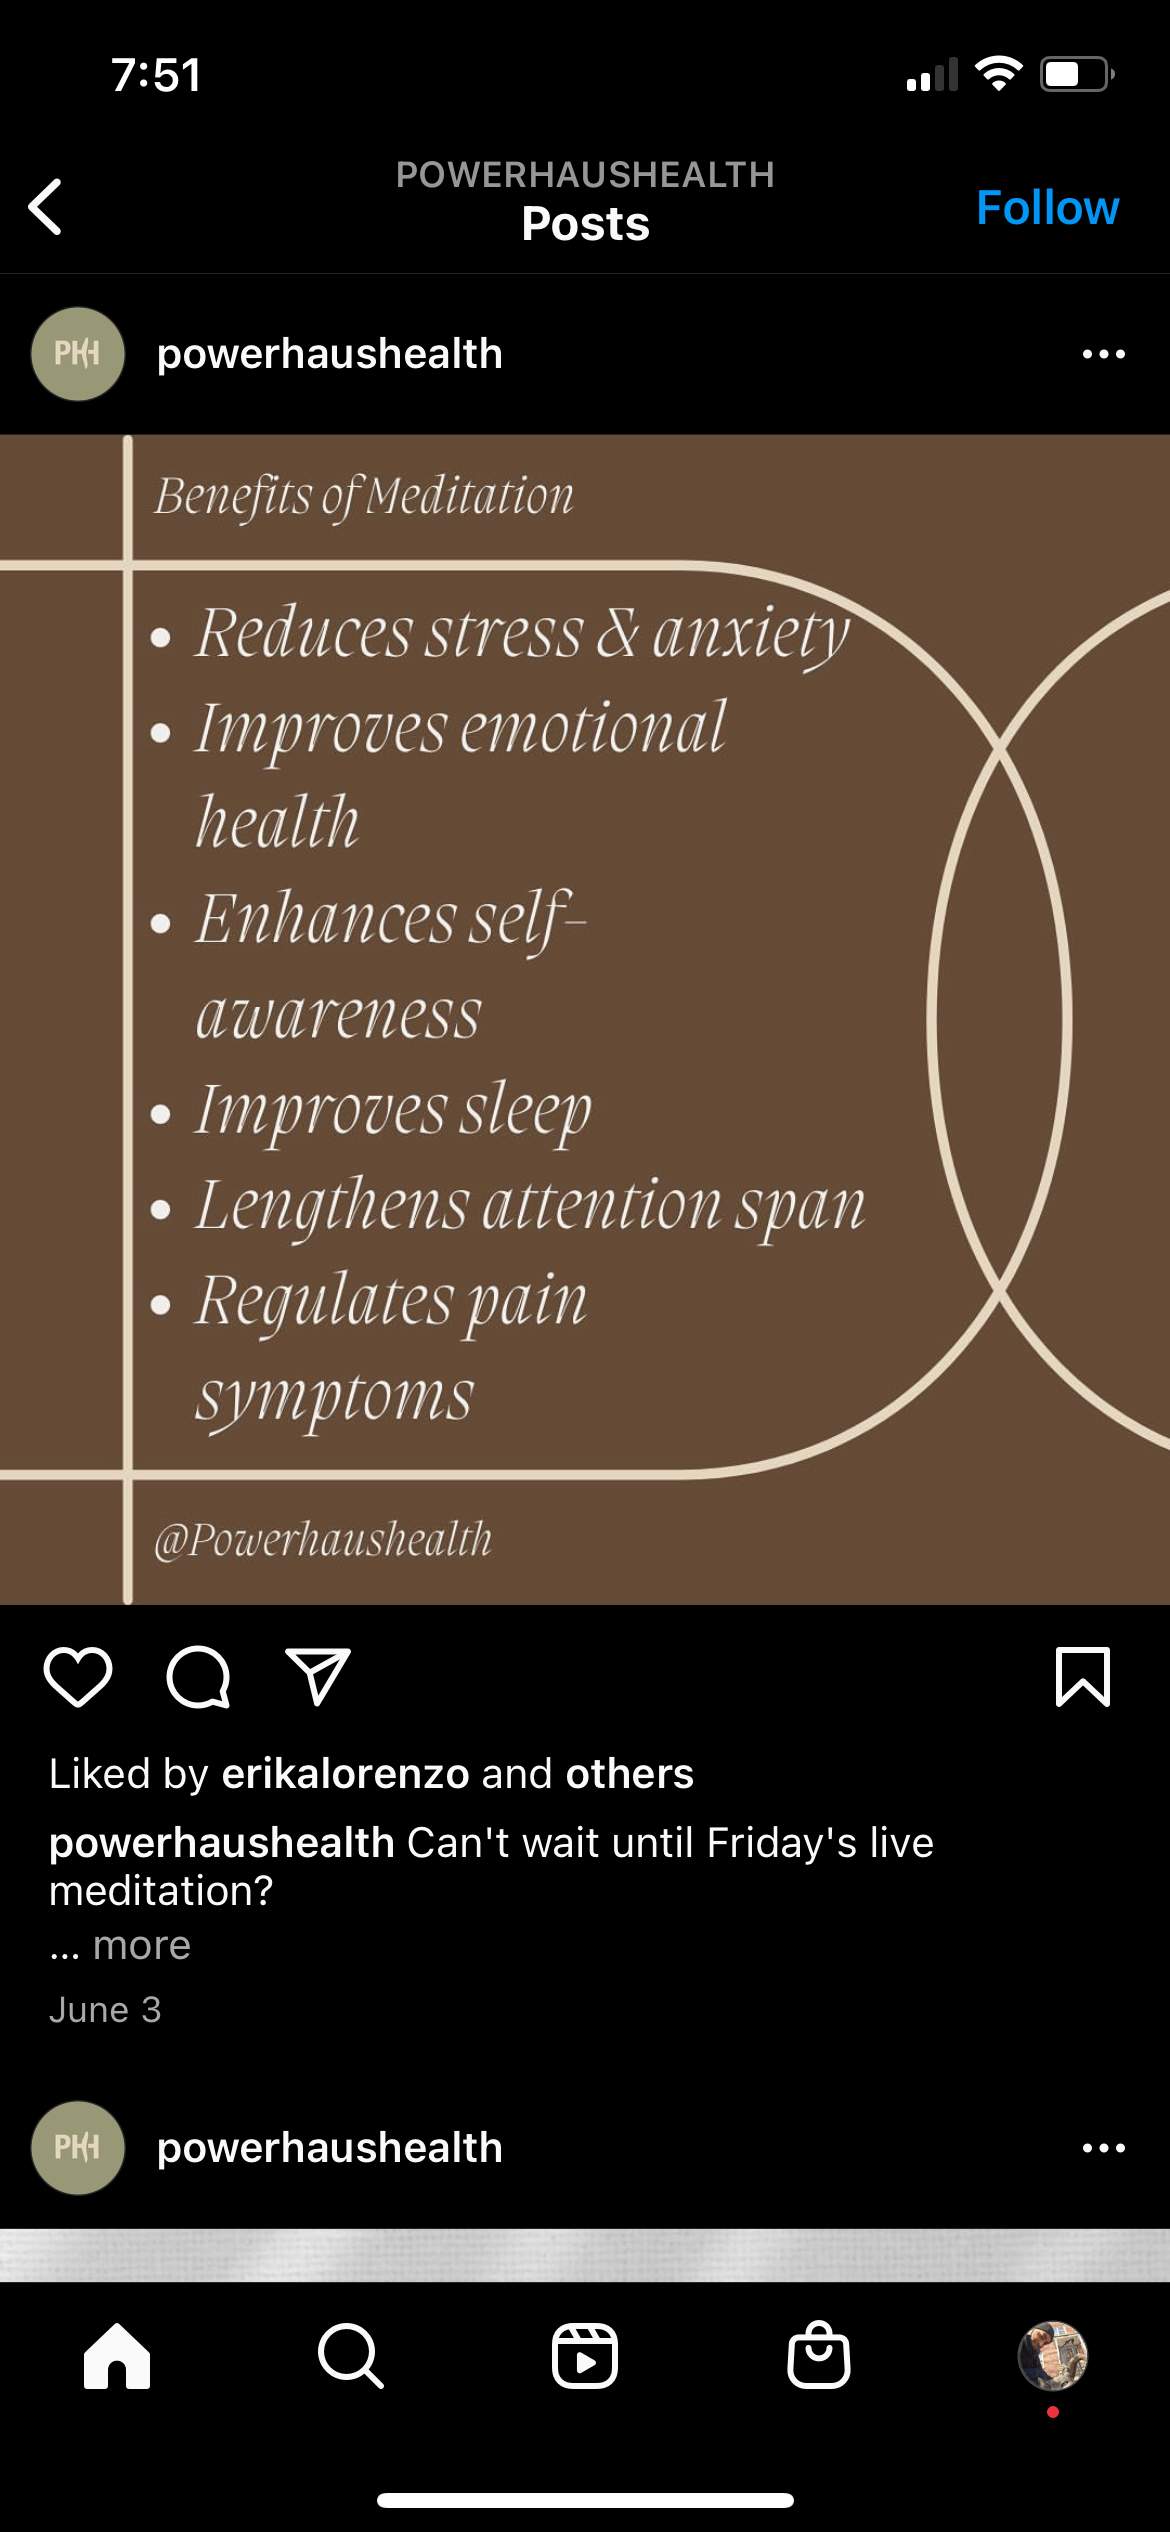 7:51
POWERHAUSHEALTH
Posts
Follow
PHH
powerhaushealth
Benefits of Meditation
• Reduces stress & anxiety
• Improves emotional
health
• Enhances self-
awareness
• Improves sleep
• Lengthens attention span
• Regulates pain
symptoms
@Powerhaushealth
Liked by erikalorenzo and others
powerhaushealth Can't wait until Friday's live
meditation?
... more
June 3
PHH
powerhaushealth